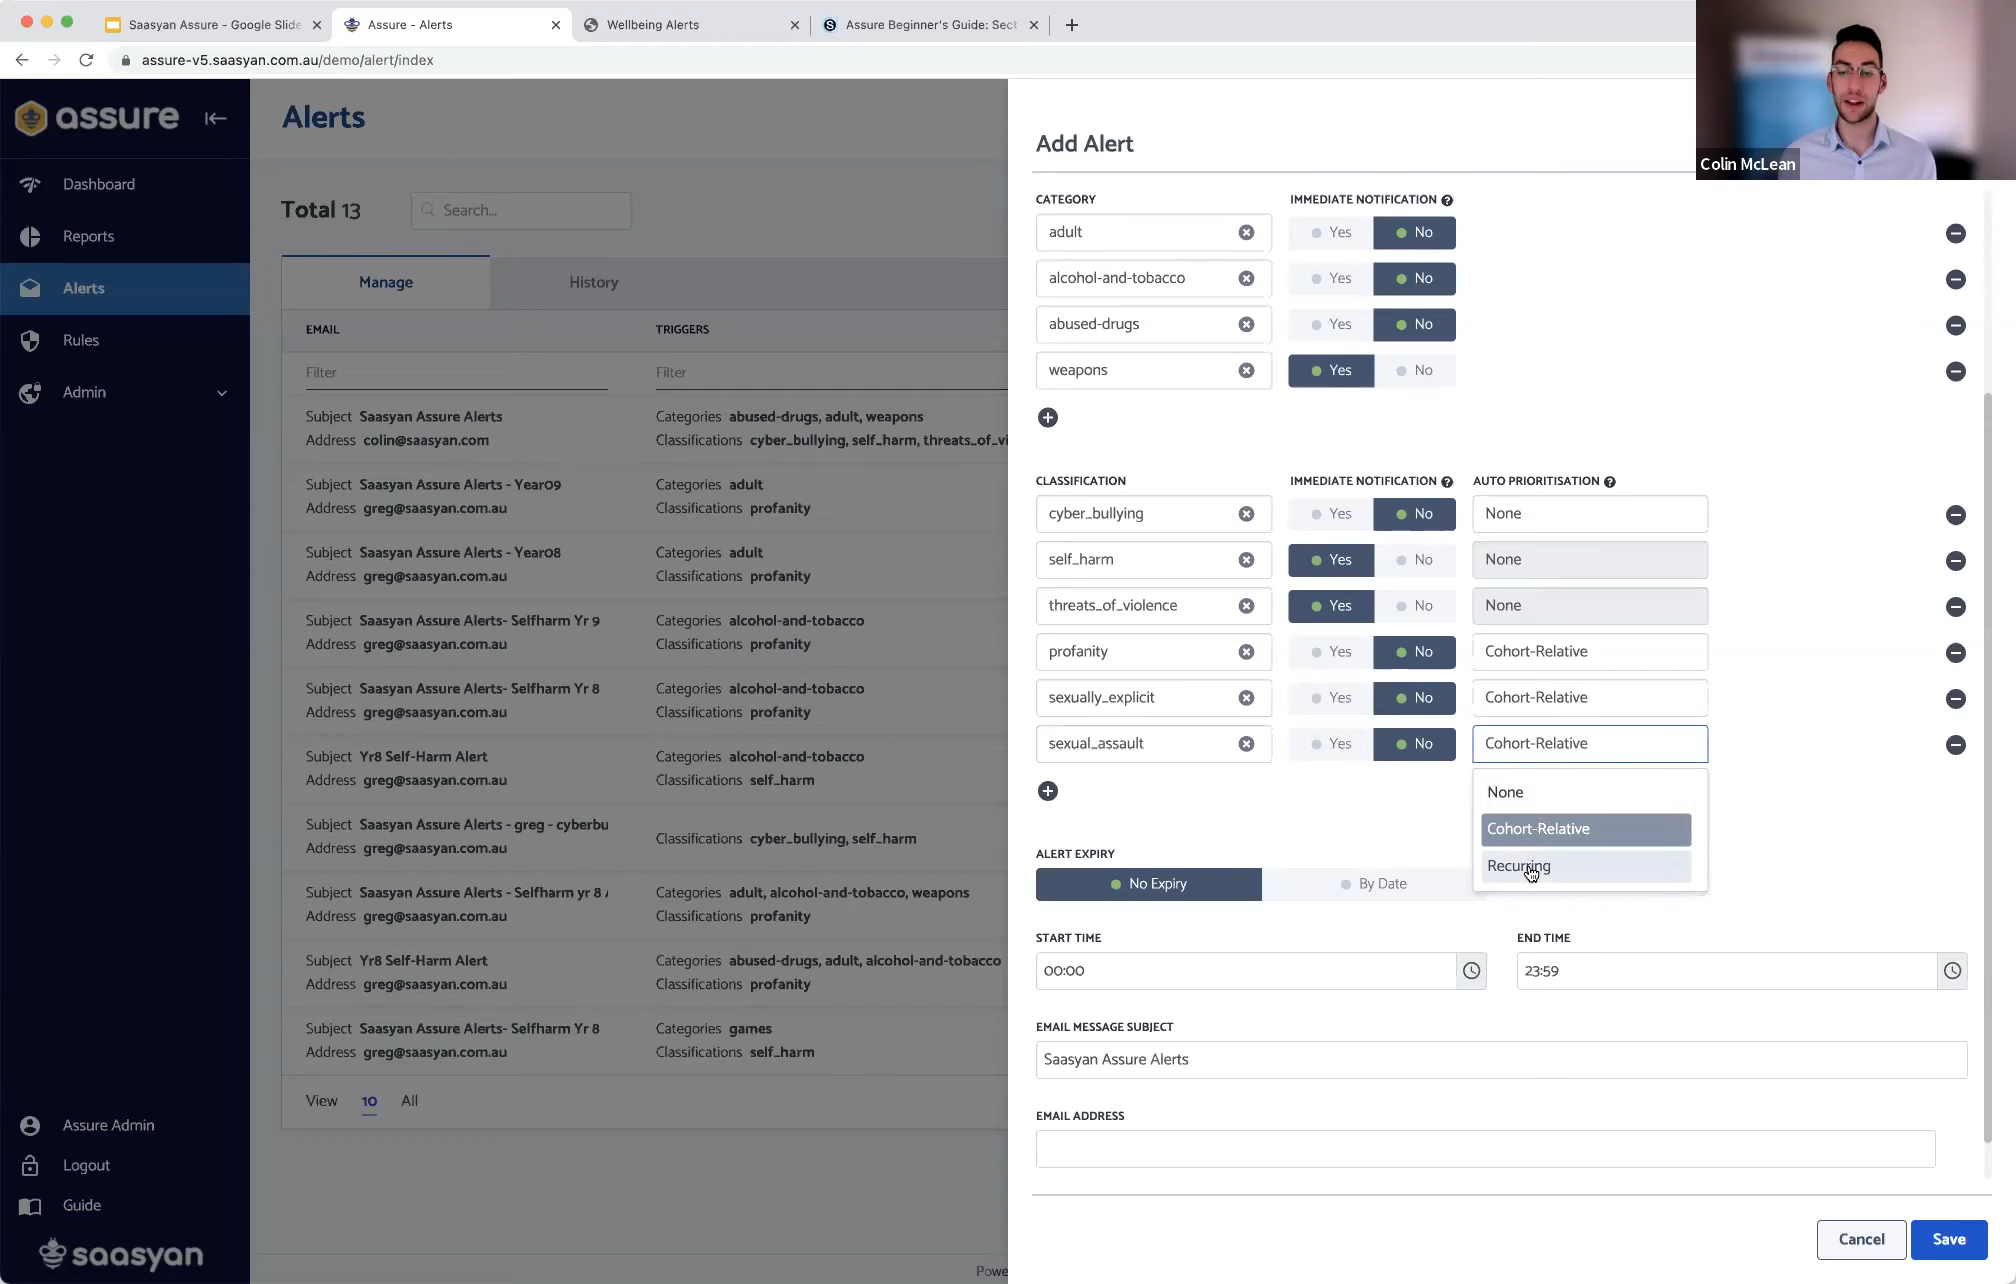 Saasyan Assure - Google Slide
Assure - Alerts
Wellbeing Alerts
Assure Beginner's Guide: Sect
assure-v5.saasyan.com.au/demo/alert/index
Colin McLean
assure
Dashboard
Reports
Alerts
Rules
Admin
Assure Admin
Logout
Guide
saasyan
Alerts
Total 13
Search...
Manage
History
EMAIL
TRIGGERS
Filter
Filter
Subject Saasyan Assure Alerts
Address colin@saasyan.com
Categories abused-drugs, adult, weapons
Classifications cyber_bullying, self_harm, threats_of_vi
Subject Saasyan Assure Alerts - Year09
Address greg@saasyan.com.au
Categories adult
Classifications profanity
Subject Saasyan Assure Alerts - Year08
Address greg@saasyan.com.au
Categories adult
Classifications profanity
Subject Saasyan Assure Alerts- Selfharm Yr 9
Address greg@saasyan.com.au
Categories alcohol-and-tobacco
Classifications profanity
Subject Saasyan Assure Alerts- Selfharm Yr 8
Address greg@saasyan.com.au
Categories alcohol-and-tobacco
Classifications profanity
Subject Yr8 Self-Harm Alert
Address greg@saasyan.com.au
Categories alcohol-and-tobacco
Classifications self_harm
Subject Saasyan Assure Alerts - greg - cyberbu
Address greg@saasyan.com.au
Classifications cyber_bullying, self_harm
Subject Saasyan Assure Alerts - Selfharm yr 8
Address greg@saasyan.com.au
Categories adult, alcohol-and-tobacco, weapons
Classifications profanity
Subject Yr8 Self-Harm Alert
Address greg@saasyan.com.au
Categories abused-drugs, adult, alcohol-and-tobacco
Classifications profanity
Subject Saasyan Assure Alerts- Selfharm Yr 8
Address greg@saasyan.com.au
Categories games
Classifications self_harm
View 10 All
Powe
Add Alert
CATEGORY
IMMEDIATE NOTIFICATION ?
adult Yes No
alcohol-and-tobacco Yes No
abused-drugs Yes No
weapons Yes No
CLASSIFICATION
IMMEDIATE NOTIFICATION ?
AUTO PRIORITISATION ?
cyber_bullying Yes No None
self_harm Yes No None
threats_of_violence Yes No None
profanity Yes No Cohort-Relative
sexually_explicit Yes No Cohort-Relative
sexual_assault Yes No Cohort-Relative
None
Cohort-Relative
Recurring
ALERT EXPIRY
No Expiry
By Date
START TIME
END TIME
00:00
23:59
EMAIL MESSAGE SUBJECT
Saasyan Assure Alerts
EMAIL ADDRESS
Cancel
Save